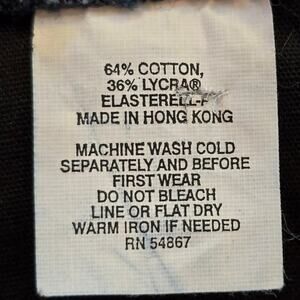 64% COTTON,
36% LYCRA®
ELASTERELL-P
MADE IN HONG KONG
MACHINE WASH COLD
SEPARATELY AND BEFORE
FIRST WEAR
DO NOT BLEACH
LINE OR FLAT DRY
WARM IRON IF NEEDED
RN 54867